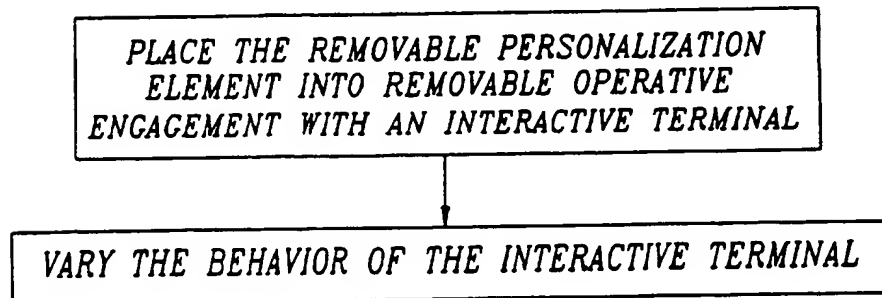 PLACE THE REMOVABLE PERSONALIZATION
ELEMENT INTO REMOVABLE OPERATIVE
ENGAGEMENT WITH AN INTERACTIVE TERMINAL
VARY THE BEHAVIOR OF THE INTERACTIVE TERMINAL